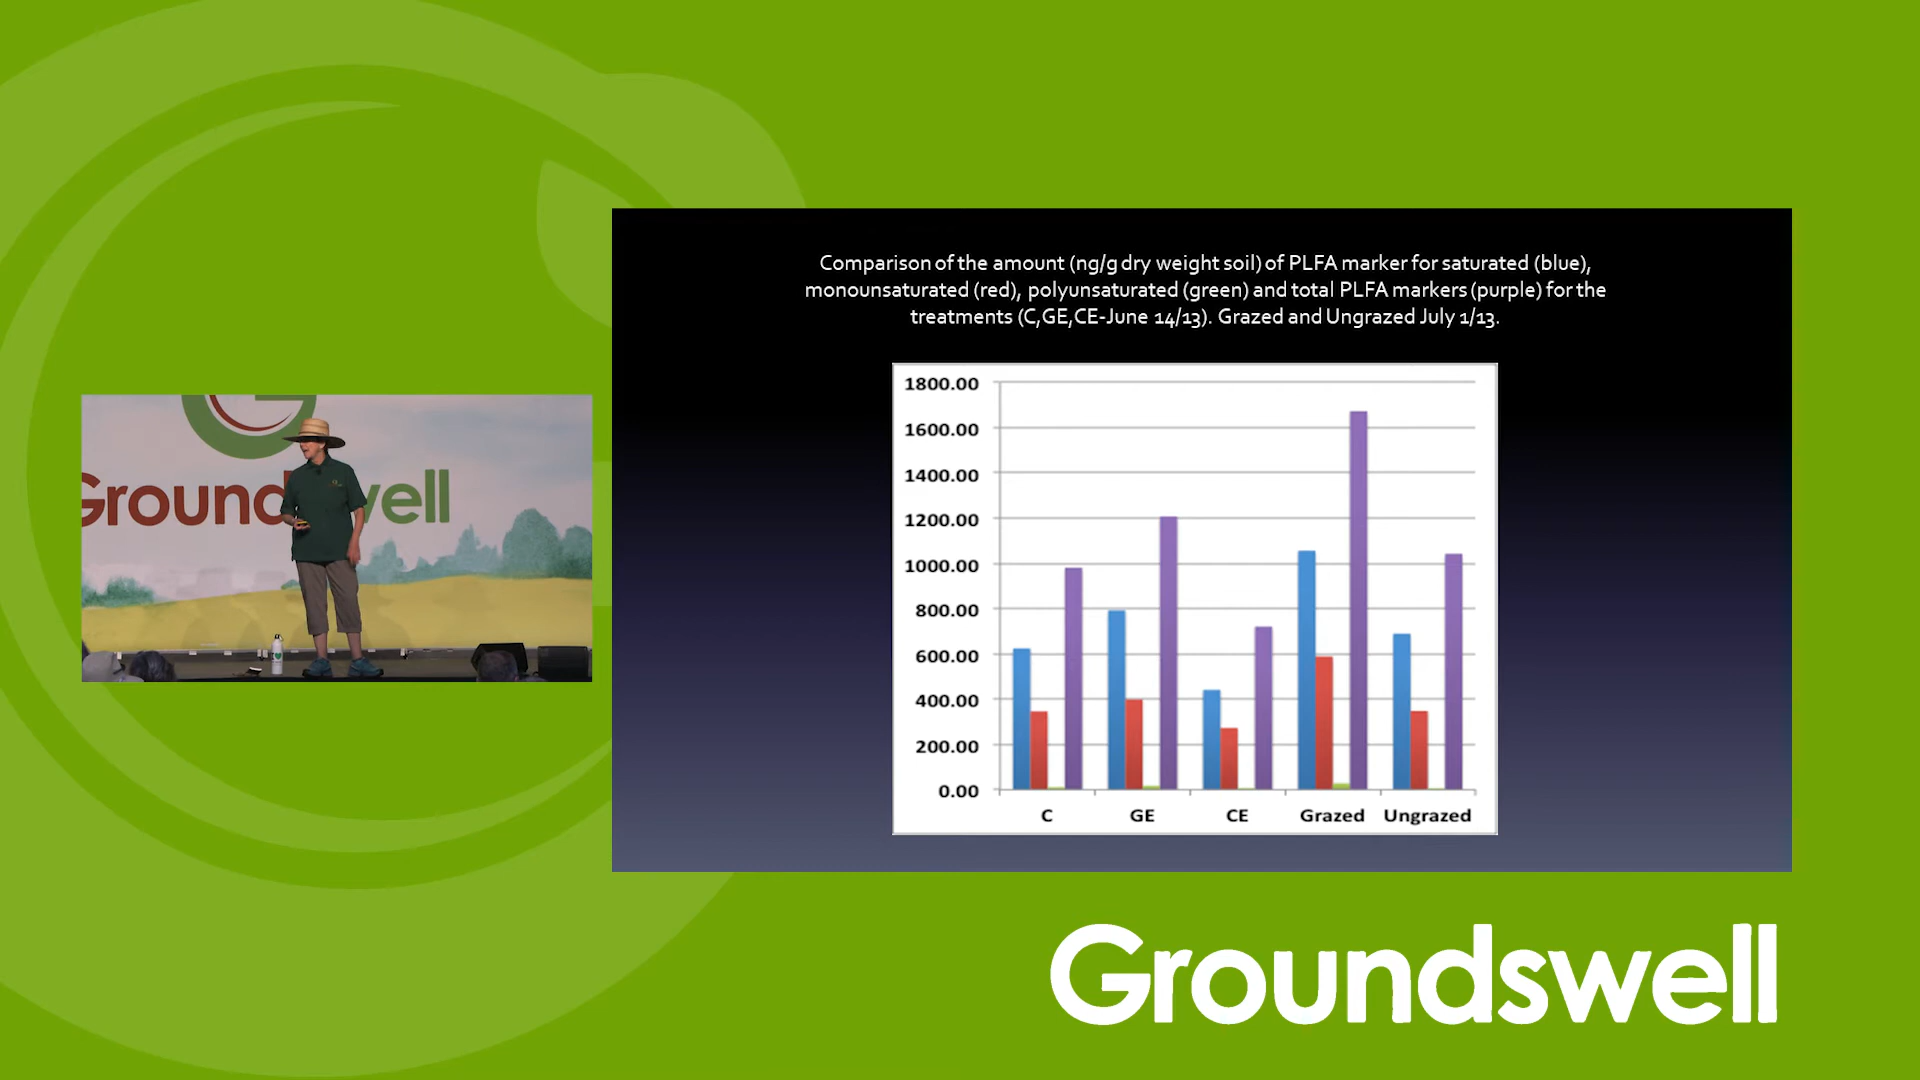 Comparison of the amount (ng/g dry weight soil) of PLFA marker for saturated (blue),
monounsaturated (red), polyunsaturated (green) and total PLFA markers (purple) for the
treatments (C,GE,CE-June 14/13). Grazed and Ungrazed July 1/13.
1800.00
1600.00
1400.00
1200.00
1000.00
800.00
600.00
400.00
200.00
0.00
C GE CE Grazed Ungrazed
Groundswell
Groundswell